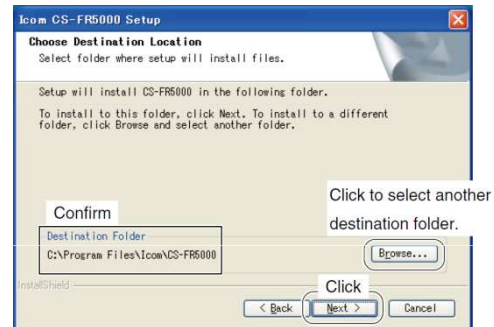 Icom CS-FR5000 Setup
Choose Destination Location
Select folder where setup will install files.
Setup will install CS-FR5000 in the following folder.
To install to this folder, click Next. To install to a different
folder, click Browse and select another folder.
Click to select another
destination folder.
Confirm
Destination Folder
C:\Program Files\Icom\CS-FR5000
Browse...
InstallShield
Click
< Back
Next >
Cancel